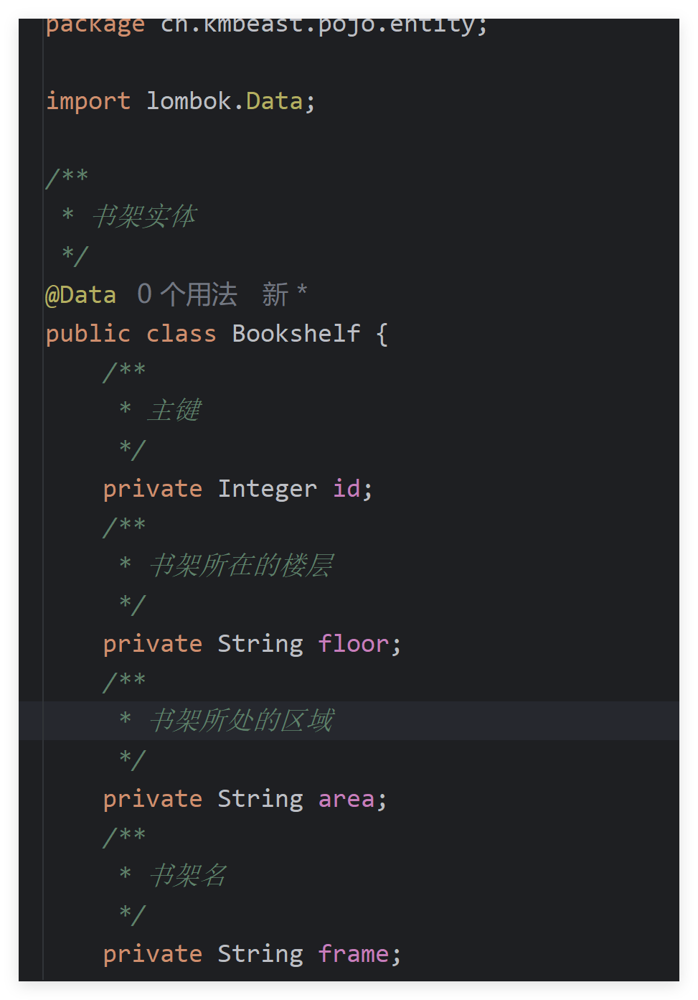 package ch.kmbeast.pojo.entity;
import lombok.Data;
/**
* 书架实体
*/
@Data 0 个用法 新 *
public class Bookshelf {
/**
* 主键
*/
private Integer id;
/**
* 书架所在的楼层
*/
private String floor;
/**
* 书架所处的区域
*/
private String area;
/**
* 书架名
*/
private String frame;